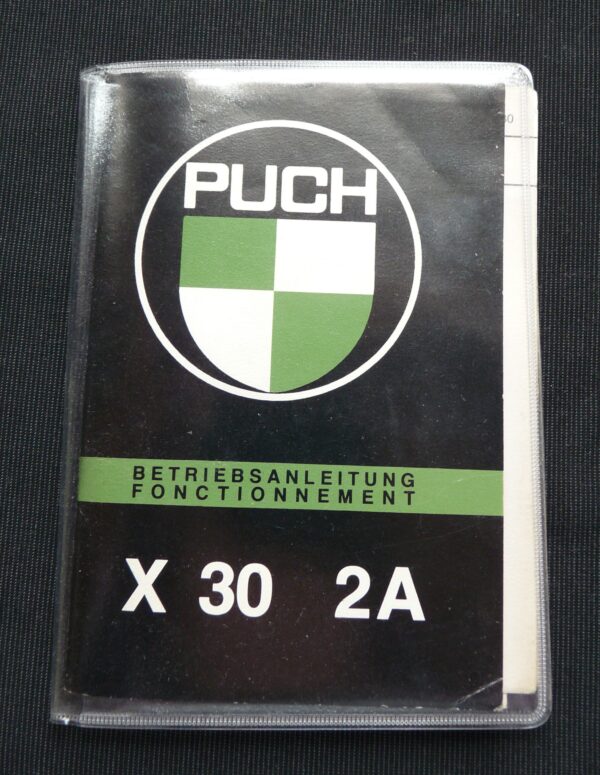 PUCH
BETRIEBSANLEITUNG
FONCTIONNEMENT
X 30 2A